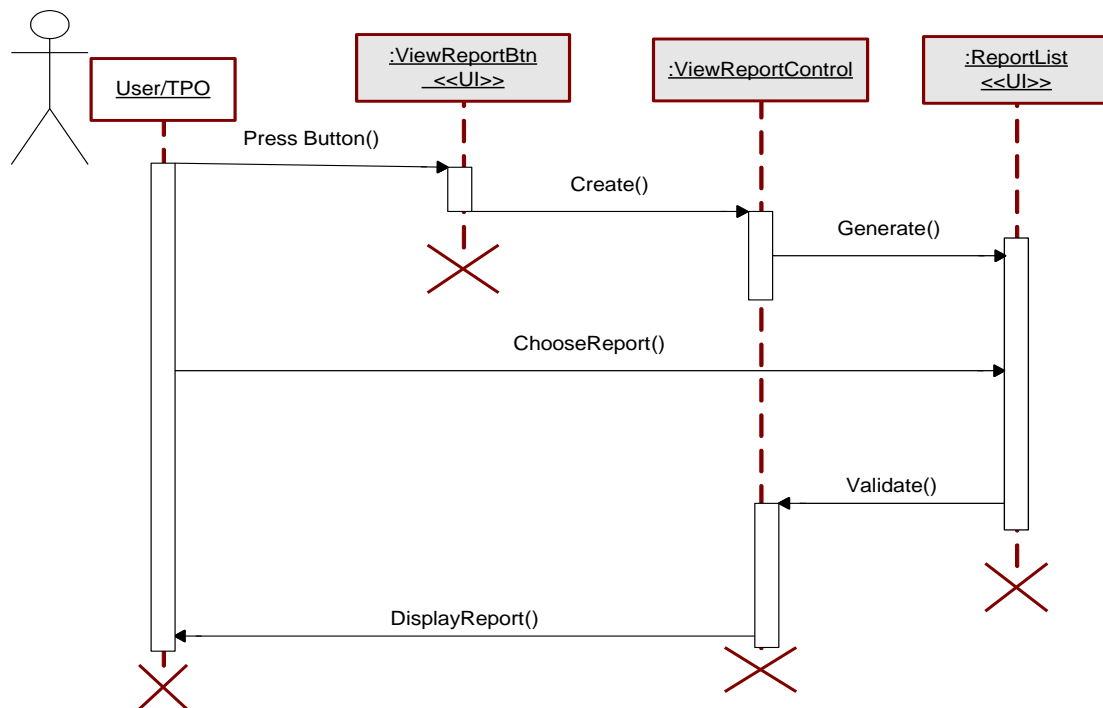 User/TPO
:ViewReportBtn
<<UI>>
:ViewReportControl
:ReportList
<<UI>>
Press Button()
Create()
Generate()
ChooseReport()
Validate()
DisplayReport()